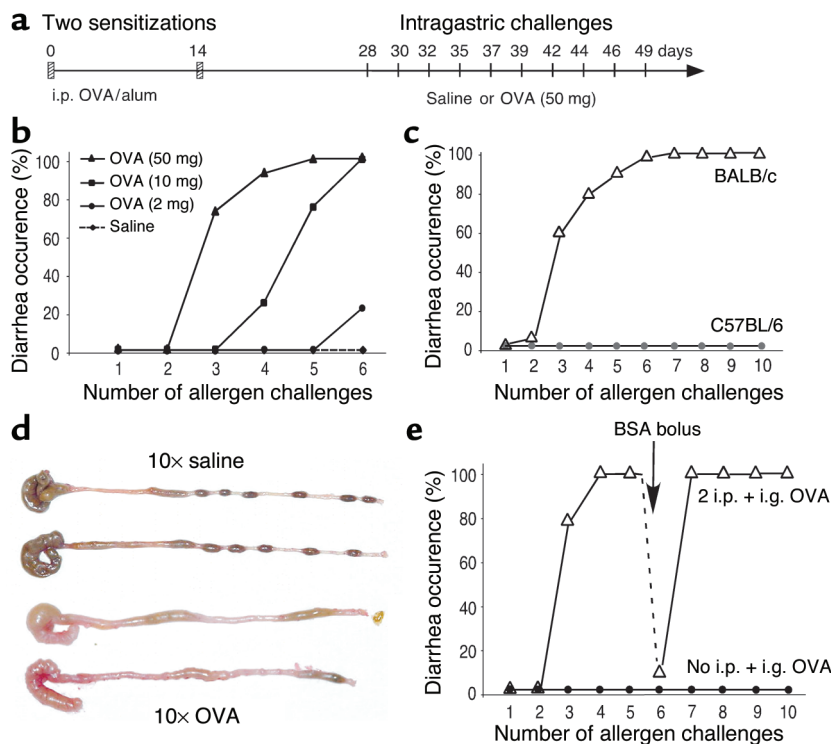 a
Two sensitizations
Intragastric challenges
0
14
28 30 32 35 37 39 42 44 46 49 days
i.p. OVA/alum
Saline or OVA (50 mg)
b
Diarrhea occurence (%)
100
80
60
40
20
0
OVA (50 mg)
OVA (10 mg)
OVA (2 mg)
Saline
1 2 3 4 5 6
Number of allergen challenges
c
Diarrhea occurence (%)
100
80
60
40
20
0
BALB/c
C57BL/6
1 2 3 4 5 6 7 8 9 10
Number of allergen challenges
d
10× saline
10× OVA
e
BSA bolus
Diarrhea occurence (%)
100
80
60
40
20
0
2 i.p. + i.g. OVA
No i.p. + i.g. OVA
1 2 3 4 5 6 7 8 9 10
Number of allergen challenges